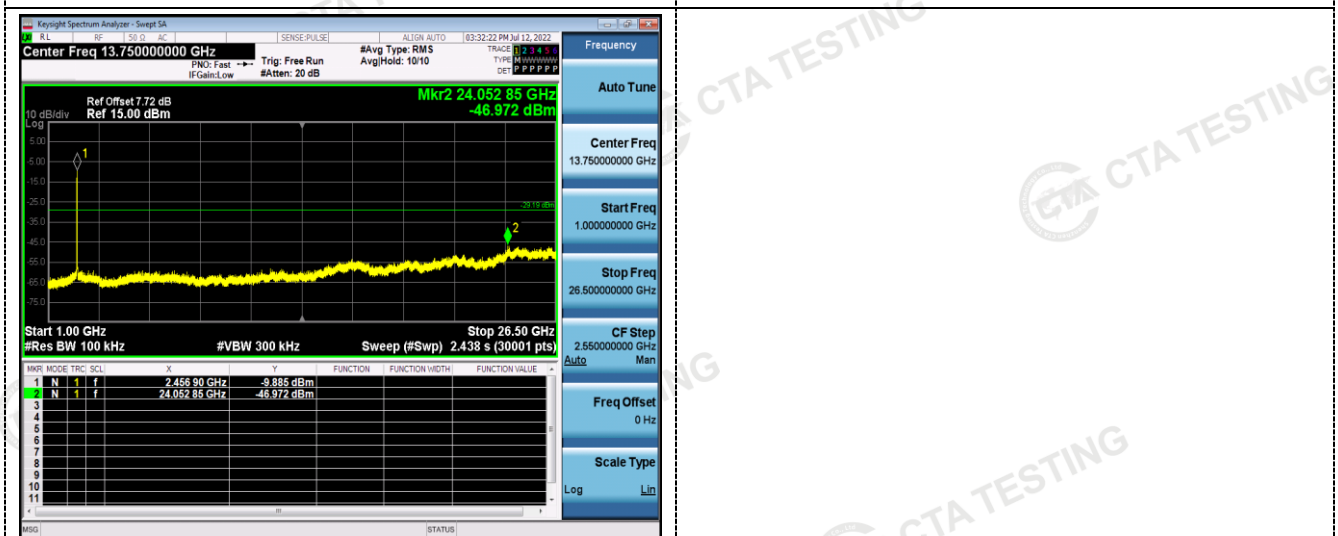 Keysight Spectrum Analyzer - Swept SA
RL RF 50 Ω AC SENSE:PULSE ALIGN AUTO 03:32:22 PM Jul 12, 2022
Center Freq 13.750000000 GHz
#Avg Type: RMS
TRACE 1 2 3 4 5 6
PNO: Fast
IFGain:Low
Trig: Free Run
#Atten: 20 dB
Avg|Hold: 10/10
TYPE M W W W W W
DET P P P P P P
Mkr2 24.052 85 GHz
-46.972 dBm
Ref Offset 7.72 dB
10 dB/div Ref 15.00 dBm
Log
5.00
-5.00
-15.0
-25.0
-35.0
-45.0
-55.0
-65.0
-75.0
1
-29.19 dBm
2
Start 1.00 GHz Stop 26.50 GHz
#Res BW 100 kHz #VBW 300 kHz Sweep (#Swp) 2.438 s (30001 pts)
MKR MODE TRC SCL X Y FUNCTION FUNCTION WIDTH FUNCTION VALUE
1 N 1 f 2.456 90 GHz -9.885 dBm
2 N 1 f 24.052 85 GHz -46.972 dBm
3
4
5
6
7
8
9
10
11
MSG STATUS
Frequency
Auto Tune
Center Freq
13.750000000 GHz
Start Freq
1.000000000 GHz
Stop Freq
26.500000000 GHz
CF Step
2.550000000 GHz
Auto Man
Freq Offset
0 Hz
Scale Type
Log Lin
CTA TESTING
CTA TESTING
CTA TESTING